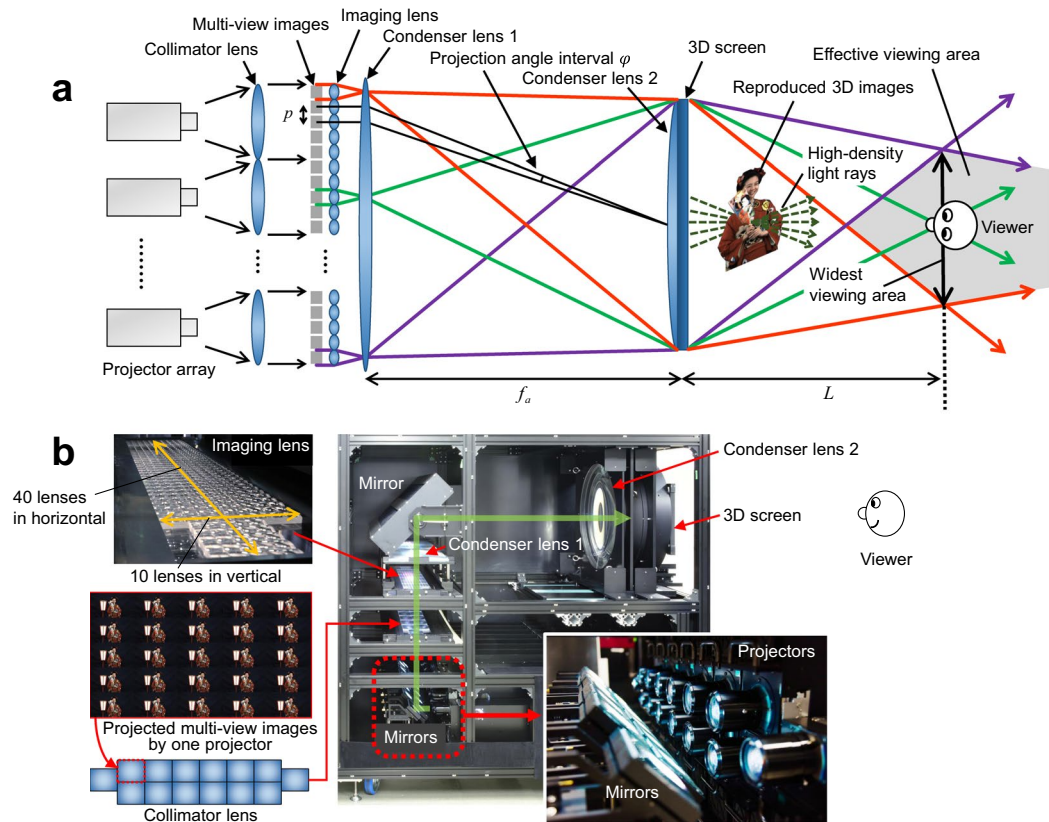 a
Multi-view images
Collimator lens
Imaging lens
Condenser lens 1
Projection angle interval φ
Condenser lens 2
3D screen
Effective viewing area
Reproduced 3D images
p
High-density
light rays
Viewer
Widest
viewing area
Projector array
fa
L
b
Imaging lens
40 lenses
in horizontal
10 lenses in vertical
Mirror
Condenser lens 1
Condenser lens 2
3D screen
Viewer
Projected multi-view images
by one projector
Collimator lens
Mirrors
Projectors
Mirrors